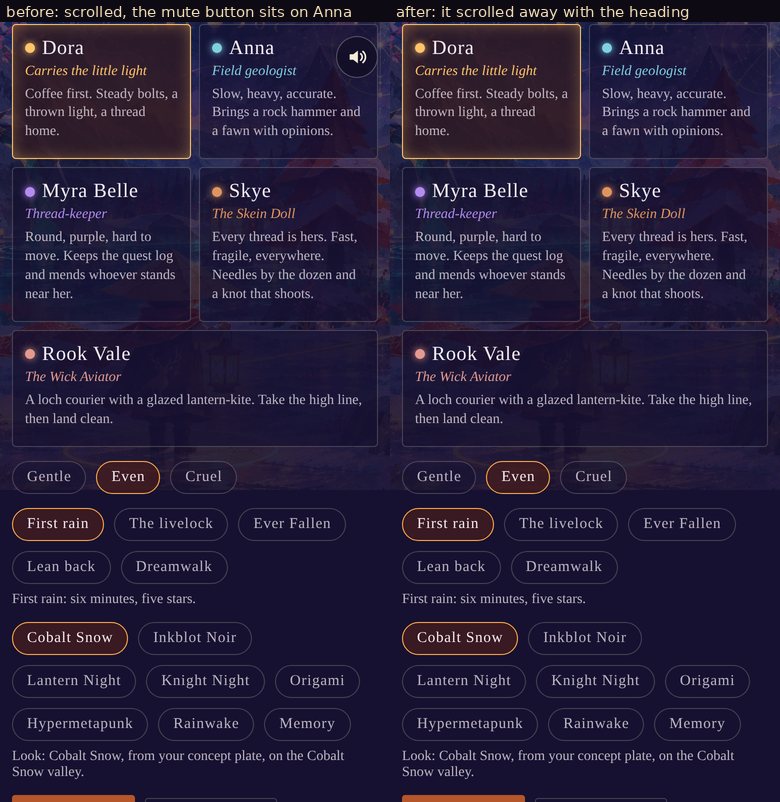 before: scrolled, the mute button sits on Anna
Dora
Carries the little light
Coffee first. Steady bolts, a
thrown light, a thread
home.
Anna
Field geologist
Slow, heavy, accurate.
Brings a rock hammer and
a fawn with opinions.
Myra Belle
Thread-keeper
Round, purple, hard to
move. Keeps the quest log
and mends whoever stands
near her.
Skye
The Skein Doll
Every thread is hers. Fast,
fragile, everywhere.
Needles by the dozen and
a knot that shoots.
Rook Vale
The Wick Aviator
A loch courier with a glazed lantern-kite. Take the high line,
then land clean.
Gentle Even Cruel
First rain The livelock Ever Fallen
Lean back Dreamwalk
First rain: six minutes, five stars.
Cobalt Snow Inkblot Noir
Lantern Night Knight Night Origami
Hypermetapunk Rainwake Memory
Look: Cobalt Snow, from your concept plate, on the Cobalt
Snow valley.
after: it scrolled away with the heading
Dora
Carries the little light
Coffee first. Steady bolts, a
thrown light, a thread
home.
Anna
Field geologist
Slow, heavy, accurate.
Brings a rock hammer and
a fawn with opinions.
Myra Belle
Thread-keeper
Round, purple, hard to
move. Keeps the quest log
and mends whoever stands
near her.
Skye
The Skein Doll
Every thread is hers. Fast,
fragile, everywhere.
Needles by the dozen and
a knot that shoots.
Rook Vale
The Wick Aviator
A loch courier with a glazed lantern-kite. Take the high line,
then land clean.
Gentle Even Cruel
First rain The livelock Ever Fallen
Lean back Dreamwalk
First rain: six minutes, five stars.
Cobalt Snow Inkblot Noir
Lantern Night Knight Night Origami
Hypermetapunk Rainwake Memory
Look: Cobalt Snow, from your concept plate, on the Cobalt
Snow valley.